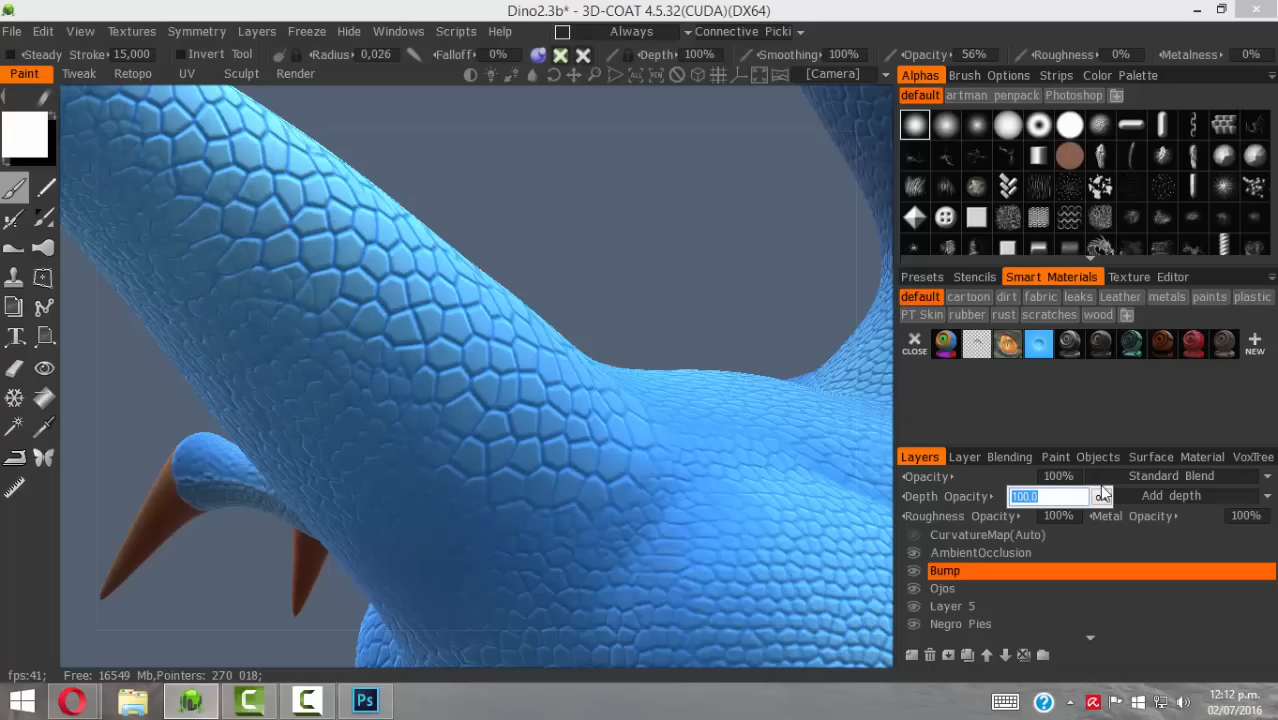 Dino2.3b* - 3D-COAT 4.5.32(CUDA)(DX64)
File Edit View Textures Symmetry Layers Freeze Hide Windows Scripts Help Always Connective Picki
Steady Stroke 15,000 Invert Tool Radius 0,026 Falloff 0% Depth 100% Smoothing 100% Opacity 56% Roughness 0% Metalness 0%
Paint Tweak Retopo UV Sculpt Render [Camera]
Alphas Brush Options Strips Color Palette
default artman penpack Photoshop
Presets Stencils Smart Materials Texture Editor
default cartoon dirt fabric leaks Leather metals paints plastic
PT Skin rubber rust scratches wood
CLOSE NEW
Layers Layer Blending Paint Objects Surface Material VoxTree
Opacity 100% Standard Blend
Depth Opacity 100.0 Add depth
Roughness Opacity 100% Metal Opacity 100%
CurvatureMap(Auto)
AmbientOcclusion
Bump
Ojos
Layer 5
Negro Pies
fps:41; Free: 16549 Mb,Pointers: 270 018;
Ps
12:12 p.m.
02/07/2016